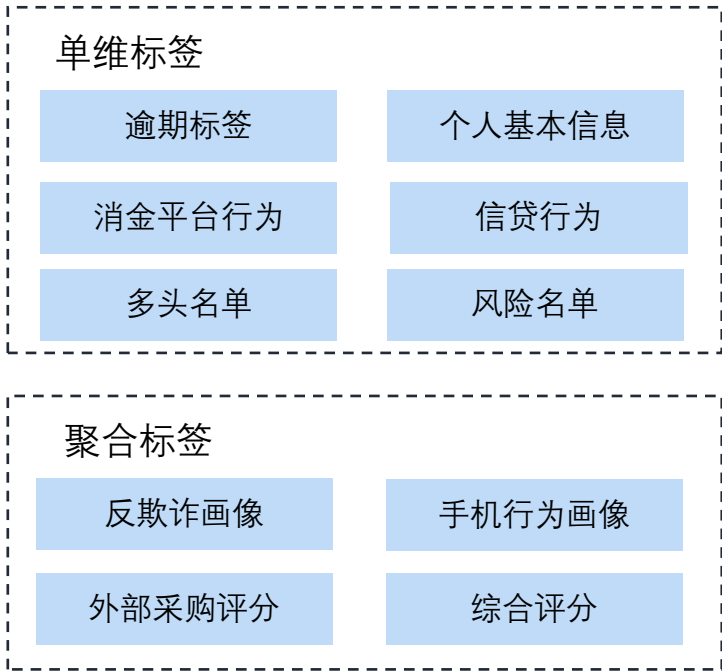 单维标签
逾期标签
个人基本信息
消金平台行为
信贷行为
多头名单
风险名单
聚合标签
反欺诈画像
手机行为画像
外部采购评分
综合评分